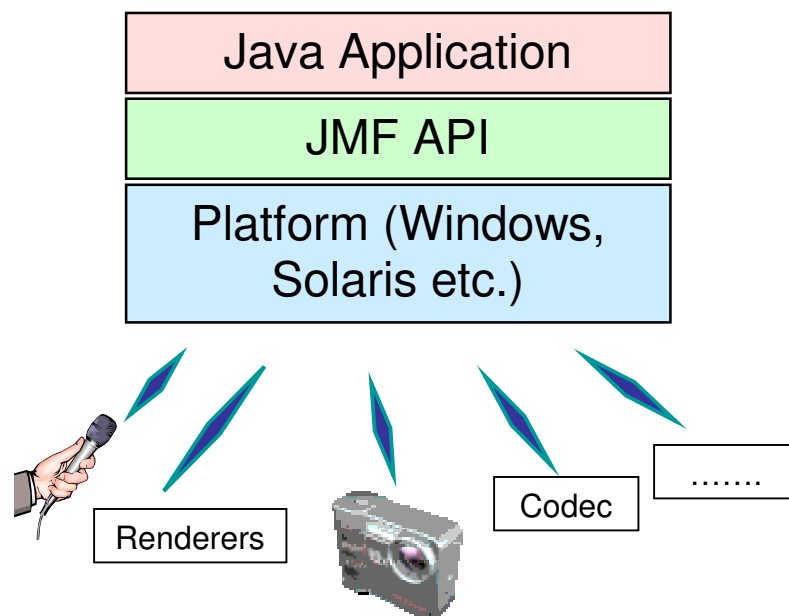 Java Application
JMF API
Platform (Windows,
Solaris etc.)
.......
Codec
Renderers